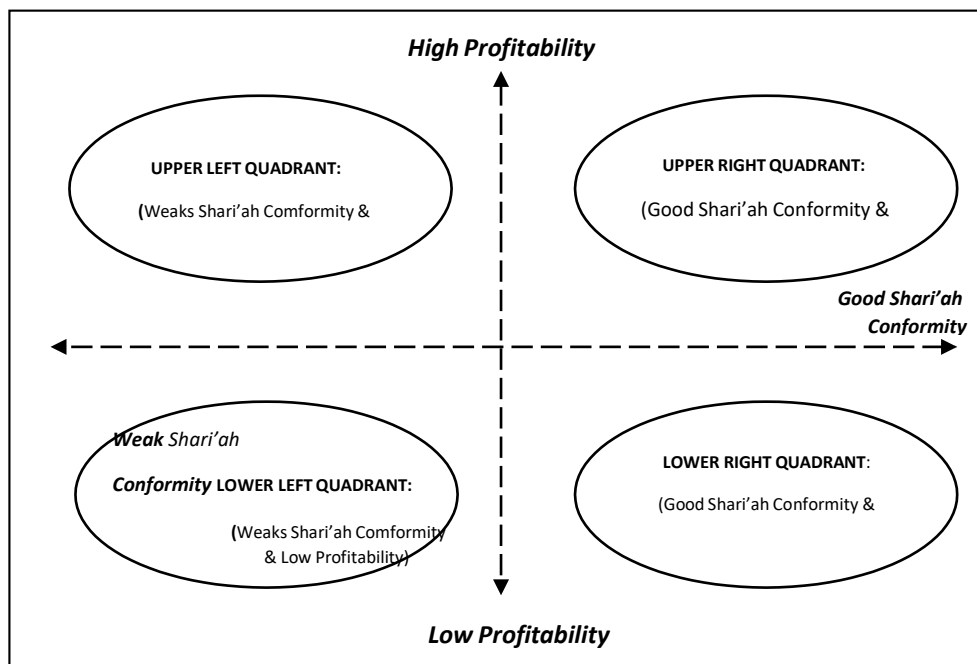 High Profitability
UPPER LEFT QUADRANT:
(Weaks Shari’ah Comformity &
UPPER RIGHT QUADRANT:
(Good Shari’ah Conformity &
Good Shari’ah
Conformity
Weak Shari’ah
Conformity LOWER LEFT QUADRANT:
(Weaks Shari’ah Comformity
& Low Profitability)
LOWER RIGHT QUADRANT:
(Good Shari’ah Conformity &
Low Profitability